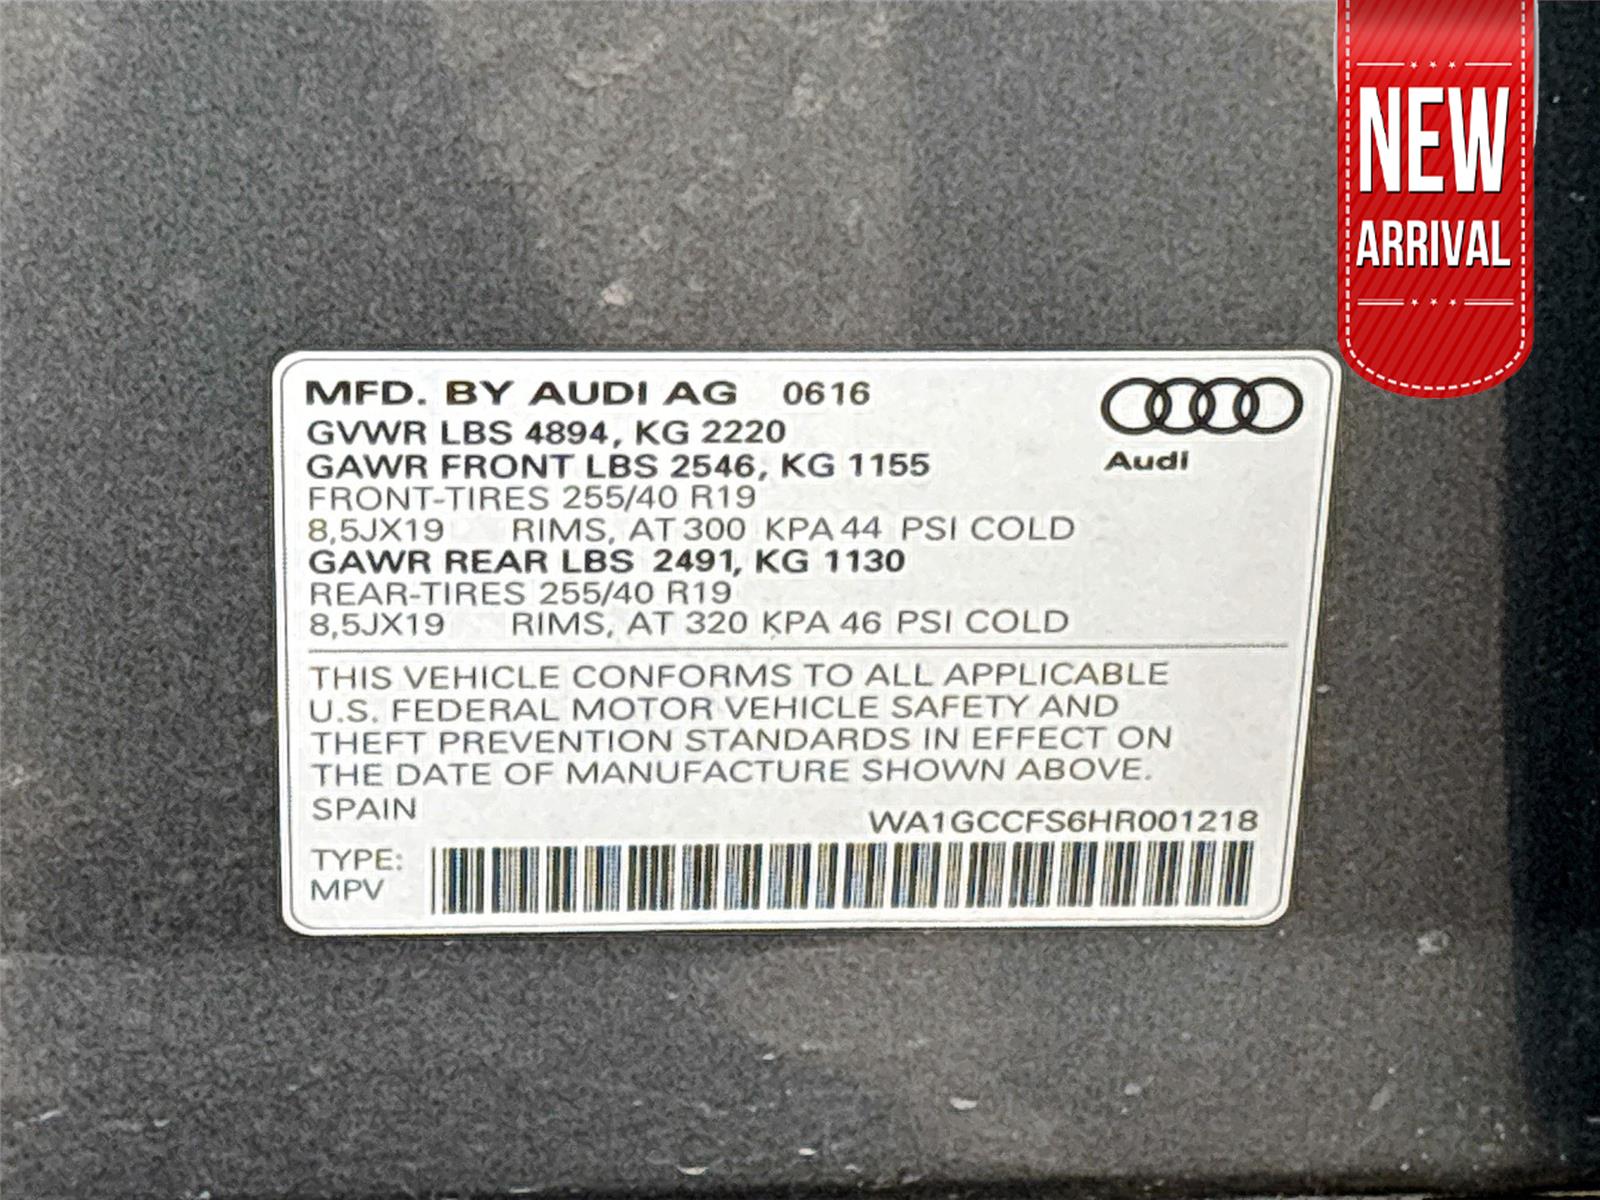 NEW
ARRIVAL
MFD. BY AUDI AG 0616
GVWR LBS 4894, KG 2220
GAWR FRONT LBS 2546, KG 1155
Audi
FRONT-TIRES 255/40 R19
8,5JX19 RIMS, AT 300 KPA 44 PSI COLD
GAWR REAR LBS 2491, KG 1130
REAR-TIRES 255/40 R19
8,5JX19 RIMS, AT 320 KPA 46 PSI COLD
THIS VEHICLE CONFORMS TO ALL APPLICABLE
U.S. FEDERAL MOTOR VEHICLE SAFETY AND
THEFT PREVENTION STANDARDS IN EFFECT ON
THE DATE OF MANUFACTURE SHOWN ABOVE.
SPAIN
WA1GCCFS6HR001218
TYPE:
MPV